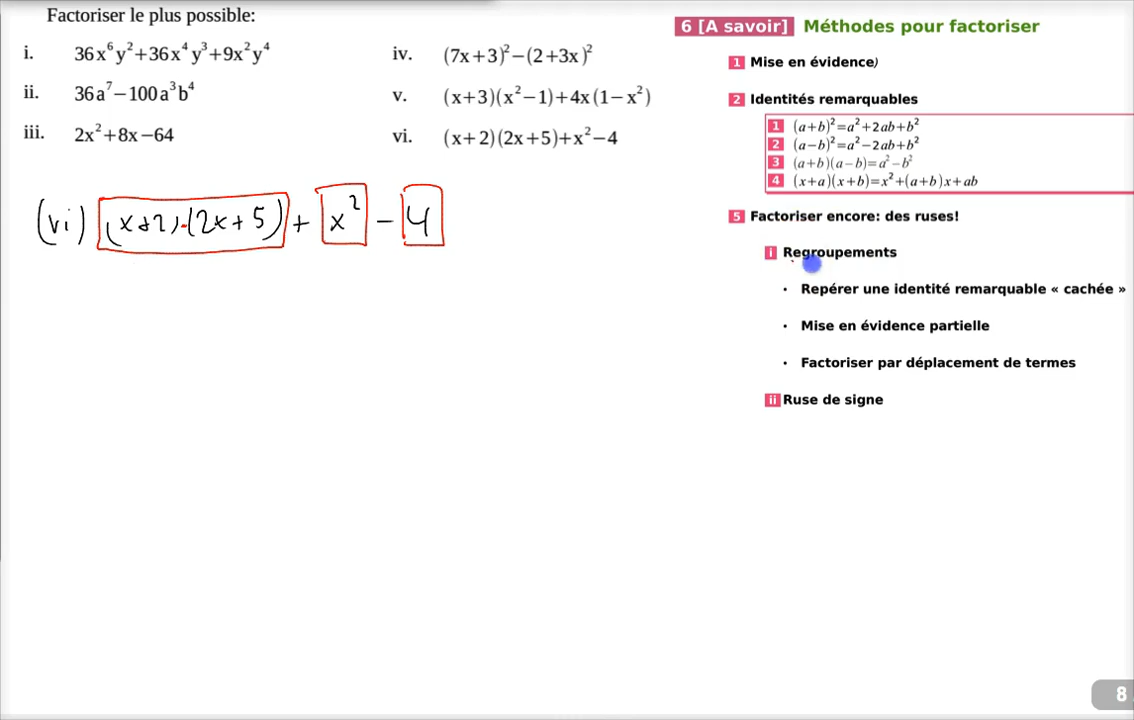 Factoriser le plus possible:
i. 36x⁶y²+36x⁴y³+9x²y⁴
ii. 36a⁷−100a³b⁴
iii. 2x²+8x−64
iv. (7x+3)²−(2+3x)²
v. (x+3)(x²−1)+4x(1−x²)
vi. (x+2)(2x+5)+x²−4
(vi) (x+2)·(2x+5) + x² − 4
6 [A savoir] Méthodes pour factoriser
1 Mise en évidence)
2 Identités remarquables
1 (a+b)²=a²+2ab+b²
2 (a−b)²=a²−2ab+b²
3 (a+b)(a−b)=a²−b²
4 (x+a)(x+b)=x²+(a+b)x+ab
5 Factoriser encore: des ruses!
i Regroupements
· Repérer une identité remarquable « cachée »
· Mise en évidence partielle
· Factoriser par déplacement de termes
ii Ruse de signe
8